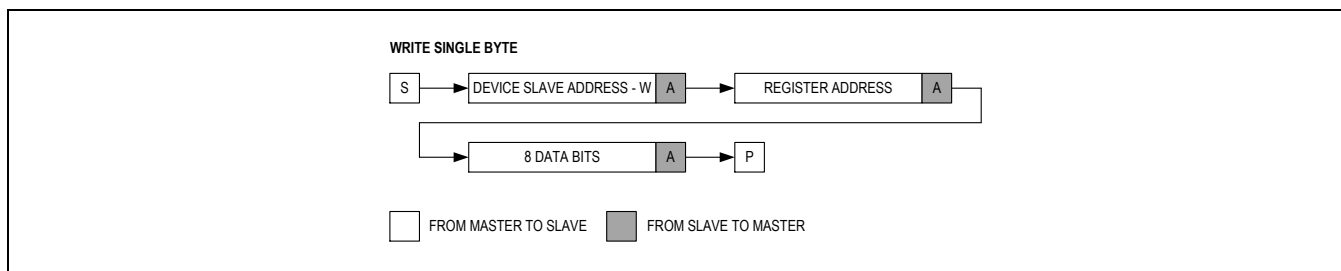 WRITE SINGLE BYTE
S DEVICE SLAVE ADDRESS - W A REGISTER ADDRESS A
8 DATA BITS A P
FROM MASTER TO SLAVE FROM SLAVE TO MASTER